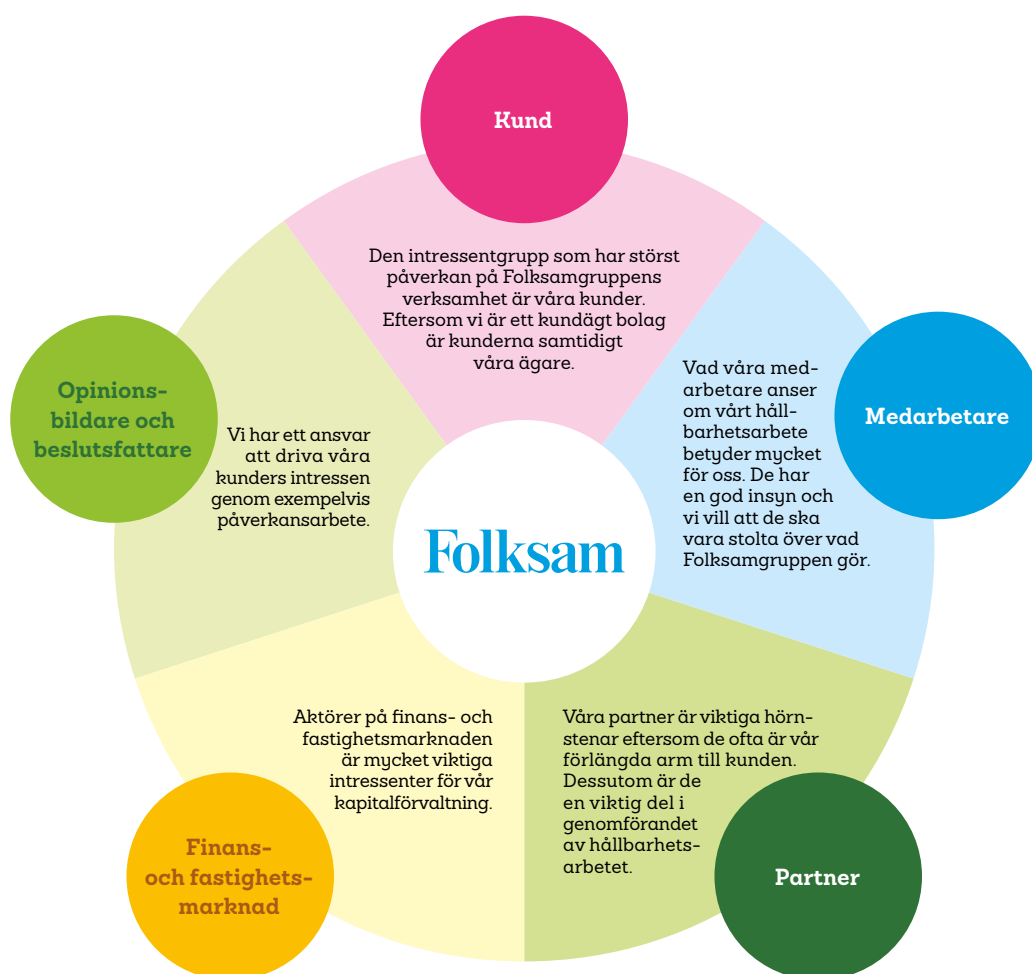 Kund
Den intressentgrupp som har störst
påverkan på Folksamgruppens
verksamhet är våra kunder.
Eftersom vi är ett kundägt bolag
är kunderna samtidigt
våra ägare.
Medarbetare
Vad våra med-
arbetare anser
om vårt håll-
barhetsarbete
betyder mycket
för oss. De har
en god insyn och
vi vill att de ska
vara stolta över vad
Folksamgruppen gör.
Opinions-
bildare och
beslutsfattare
Vi har ett ansvar
att driva våra
kunders intressen
genom exempelvis
påverkansarbete.
Folksam
Aktörer på finans- och
fastighetsmarknaden
är mycket viktiga
intressenter för vår
kapitalförvaltning.
Finans-
och fastighets-
marknad
Våra partner är viktiga hörn-
stenar eftersom de ofta är vår
förlängda arm till kunden.
Dessutom är de
en viktig del i
genomförandet
av hållbarhets-
arbetet.
Partner